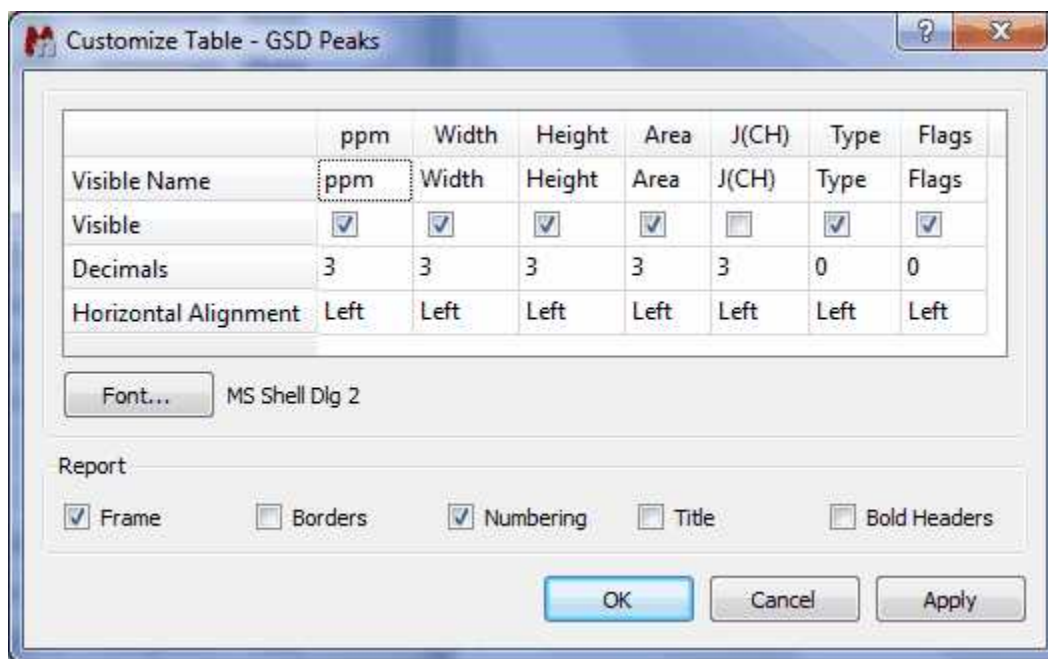 Customize Table - GSD Peaks
ppm Width Height Area J(CH) Type Flags
Visible Name ppm Width Height Area J(CH) Type Flags
Visible
Decimals 3 3 3 3 3 0 0
Horizontal Alignment Left Left Left Left Left Left Left
Font... MS Shell Dlg 2
Report
Frame Borders Numbering Title Bold Headers
OK Cancel Apply